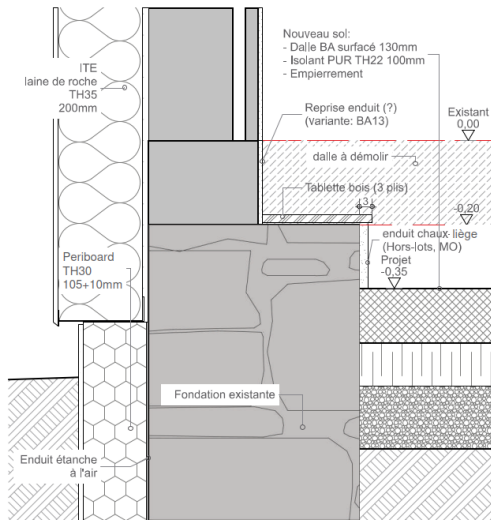 Nouveau sol:
- Dalle BA surfacé 130mm
- Isolant PUR TH22 100mm
- Empierrement
ITE
laine de roche
TH35
200mm
Reprise enduit (?)
(variante: BA13)
Existant
0,00
dalle à démolir
Tablette bois (3 plis)
3
-0,20
enduit chaux-liège
(Hors-lots, MO)
Projet
-0,35
Periboard
TH30
105+10mm
Fondation existante
Enduit étanche
à l'air